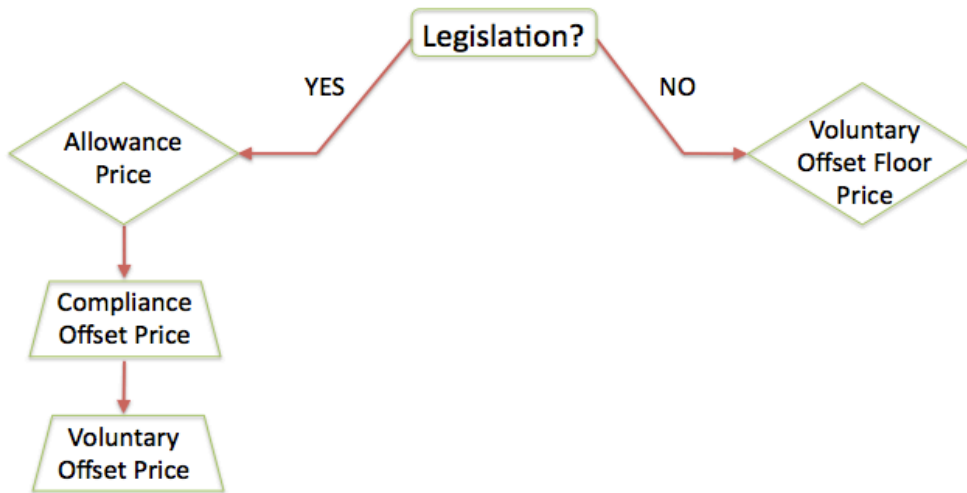 Legislation?
YES
NO
Allowance
Price
Voluntary
Offset Floor
Price
Compliance
Offset Price
Voluntary
Offset Price